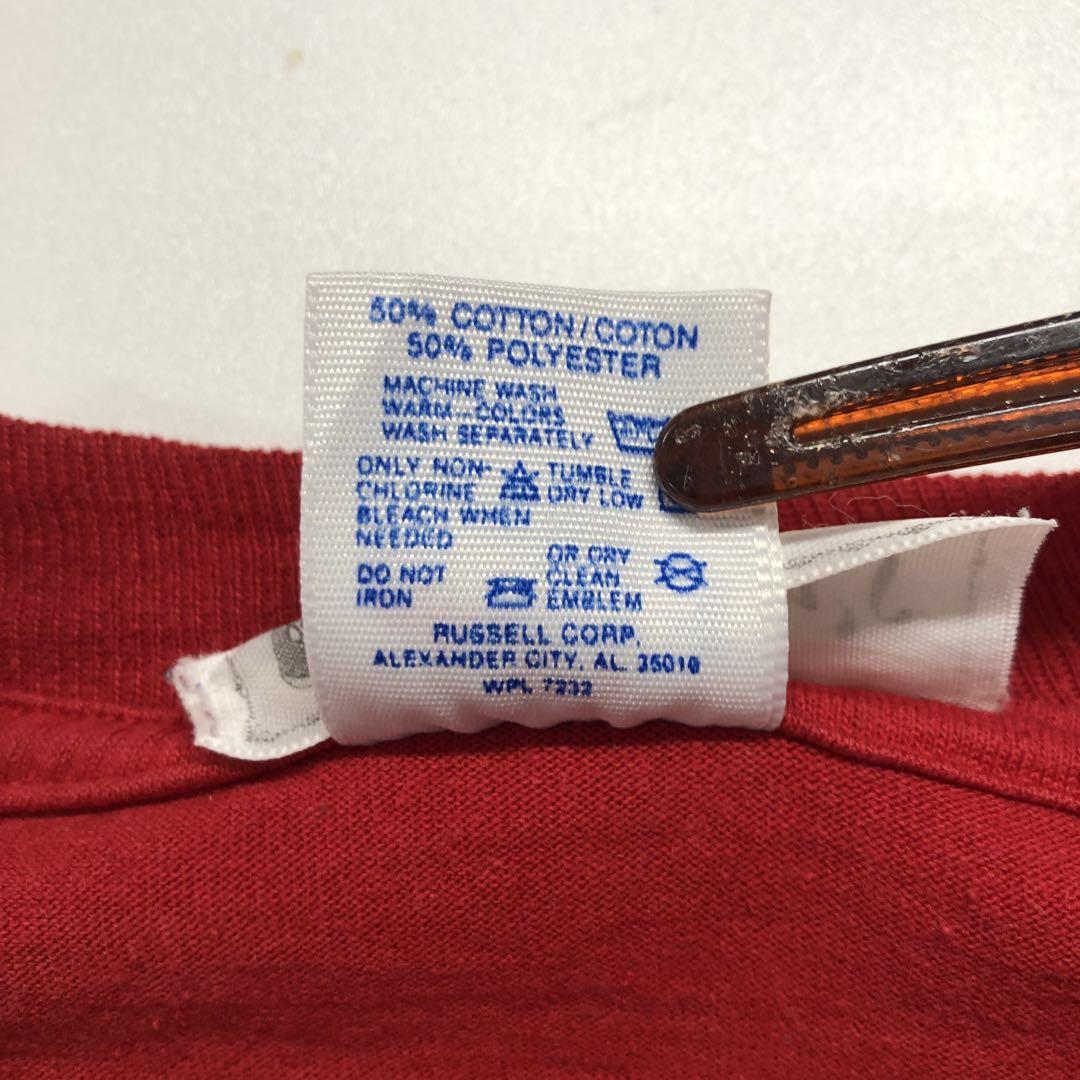 50% COTTON/COTON
50% POLYESTER
MACHINE WASH
WARM - COLORS
WASH SEPARATELY
ONLY NON-
CHLORINE
BLEACH WHEN
NEEDED
TUMBLE
DRY LOW
DO NOT
IRON
OR DRY
CLEAN
EMBLEM
RUSSELL CORP.
ALEXANDER CITY, AL 35010
WPL 7232